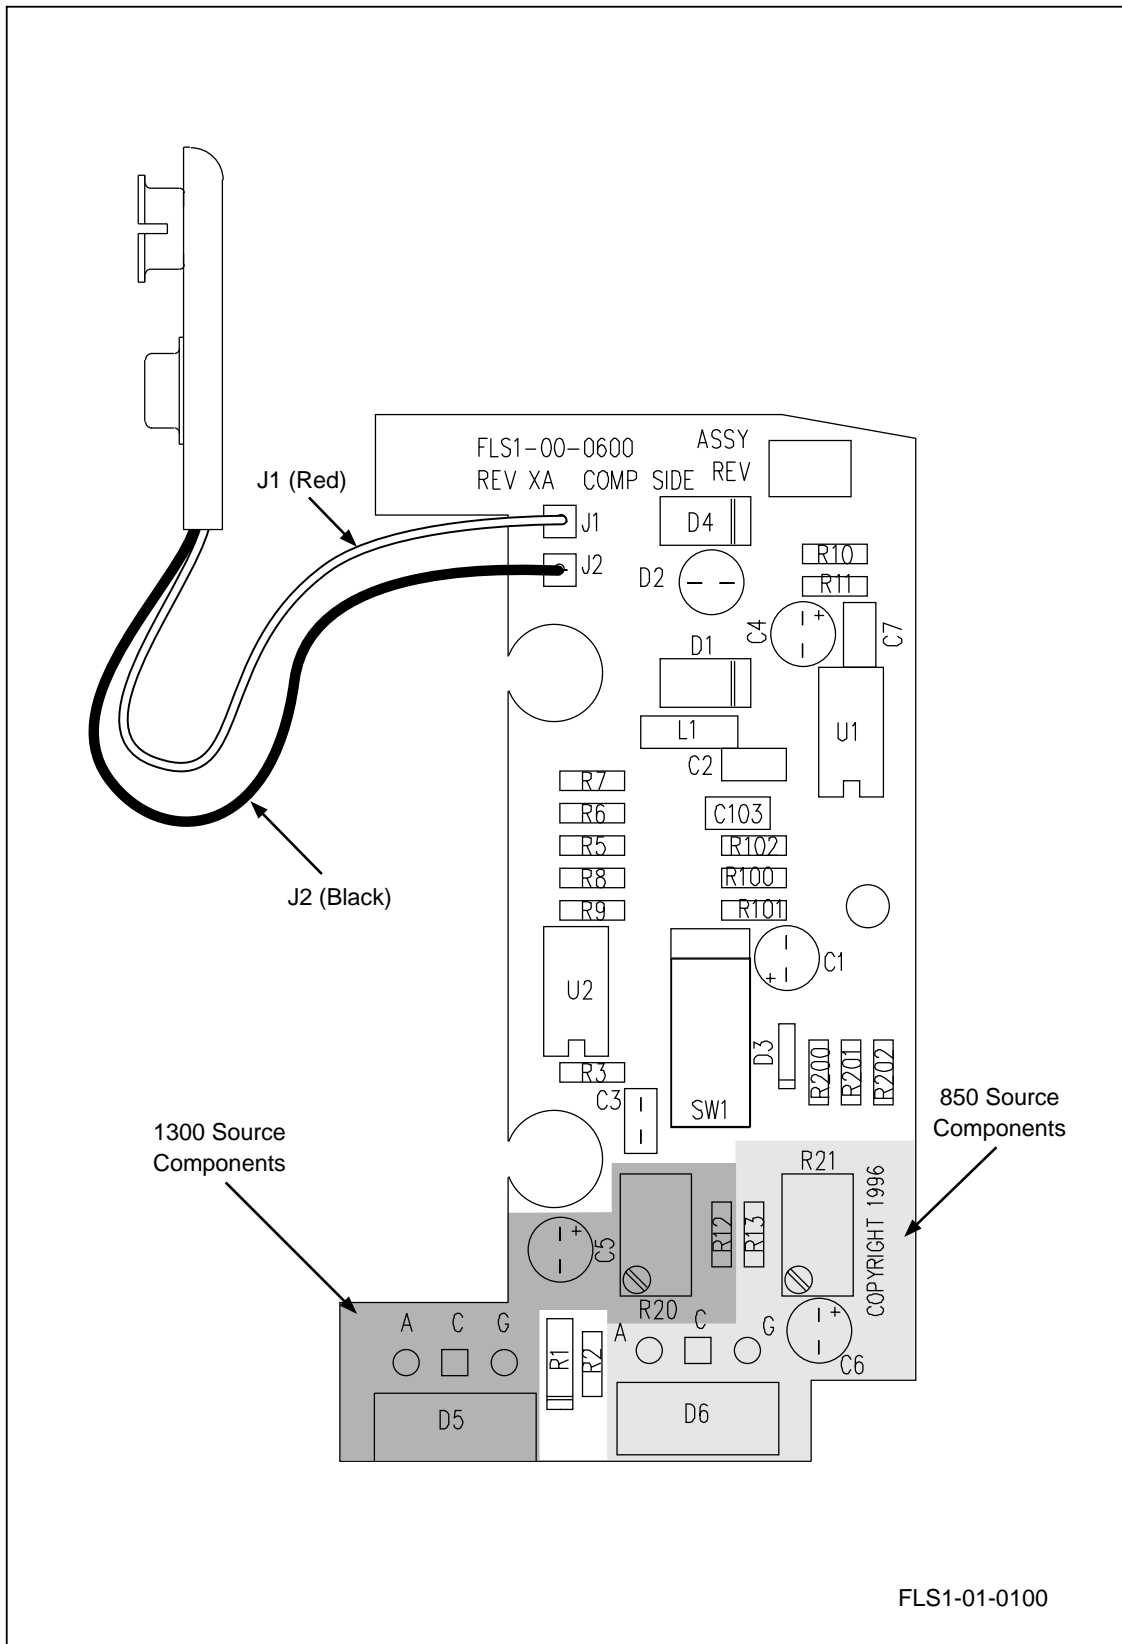 FLS1-00-0600
ASSY
REV XA COMP SIDE
REV
J1 (Red)
J1
D4
J2
D2
R10
R11
C4
+
C7
D1
L1
U1
C2
R7
R6
C103
R5
R102
R8
R100
J2 (Black)
R9
R101
C1
+
U2
D3
R200
R201
R202
R3
C3
SW1
850 Source
Components
1300 Source
Components
R21
COPYRIGHT 1996
R12
R13
C5
+
R20
A
C
G
A
C
G
+
C6
R1
R2
D5
D6
FLS1-01-0100